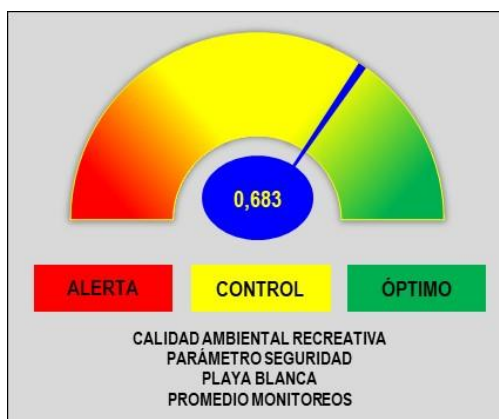 0,683
ALERTA CONTROL ÓPTIMO
CALIDAD AMBIENTAL RECREATIVA
PARÁMETRO SEGURIDAD
PLAYA BLANCA
PROMEDIO MONITOREOS